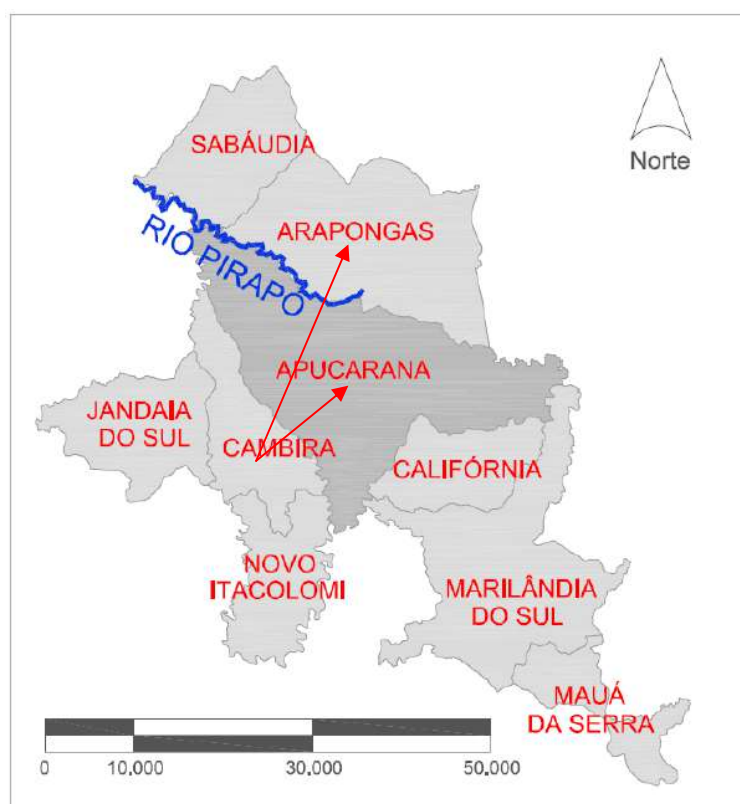 SABÁUDIA
Norte
ARAPONGAS
RIO PIRAPÓ
APUCARANA
JANDAIA
DO SUL
CAMBIRA
CALIFÓRNIA
NOVO
ITACOLOMI
MARILÂNDIA
DO SUL
MAUÁ
DA SERRA
0 10,000 30,000 50,000